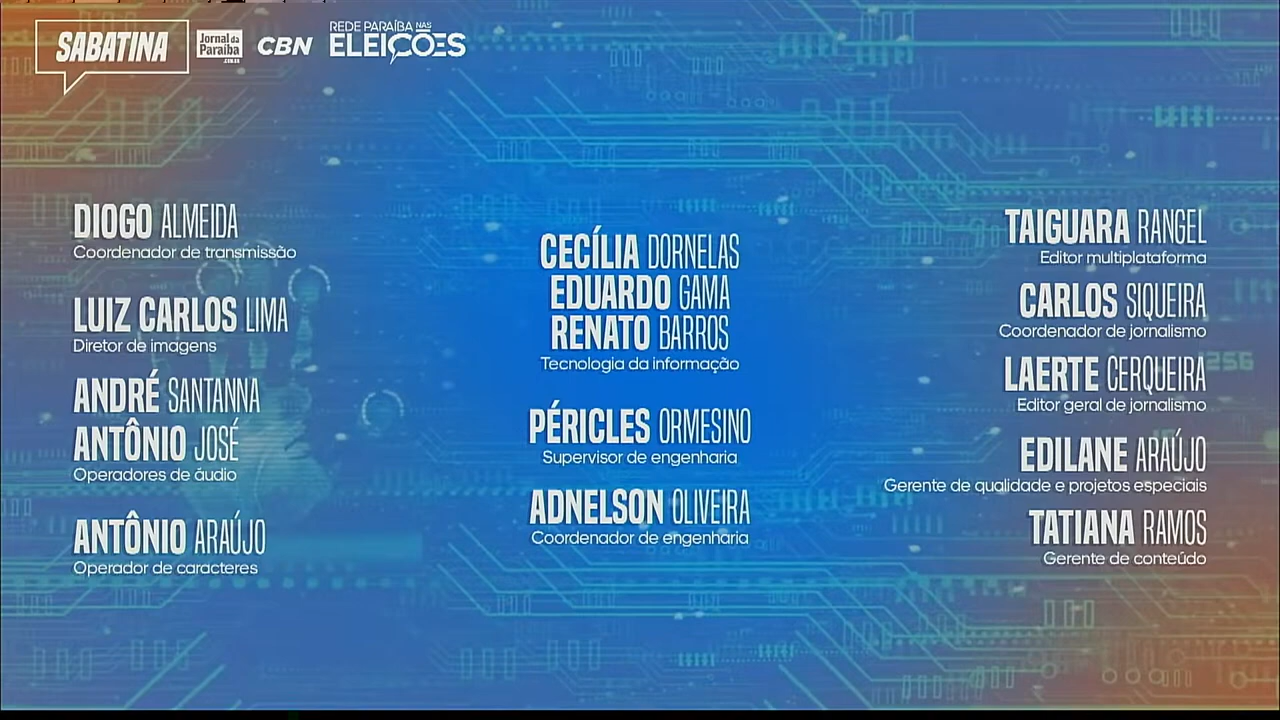 SABATINA
Jornal da
Paraíba
.com.br
CBN
REDE PARAÍBA NAS
ELEIÇÕES
DIOGO ALMEIDA
Coordenador de transmissão
LUIZ CARLOS LIMA
Diretor de imagens
ANDRÉ SANTANNA
ANTÔNIO JOSÉ
Operadores de áudio
ANTÔNIO ARAÚJO
Operador de caracteres
CECÍLIA DORNELAS
EDUARDO GAMA
RENATO BARROS
Tecnologia da informação
PÉRICLES ORMESINO
Supervisor de engenharia
ADNELSON OLIVEIRA
Coordenador de engenharia
TAIGUARA RANGEL
Editor multiplataforma
CARLOS SIQUEIRA
Coordenador de jornalismo
LAERTE CERQUEIRA
Editor geral de jornalismo
EDILANE ARAÚJO
Gerente de qualidade e projetos especiais
TATIANA RAMOS
Gerente de conteúdo
256